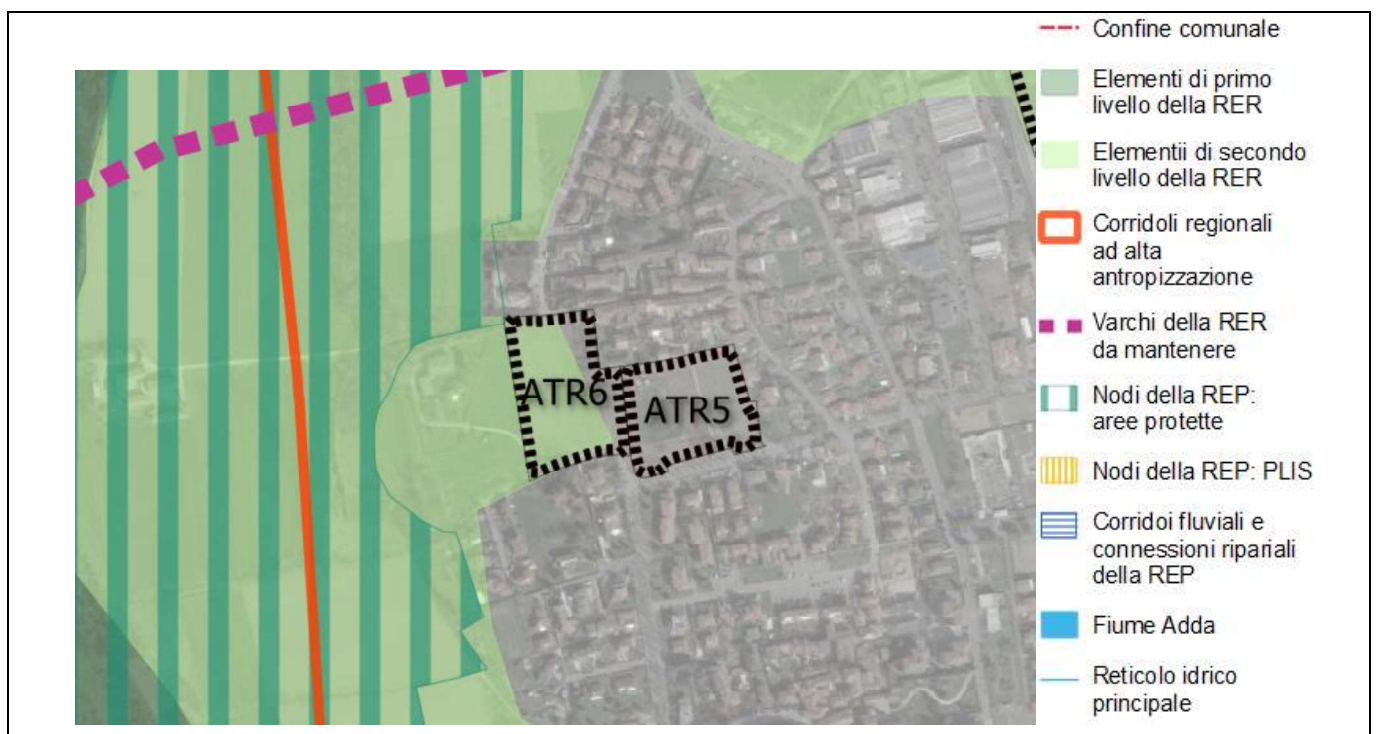 Confine comunale
Elementi di primo
livello della RER
Elementii di secondo
livello della RER
Corridoli regionali
ad alta
antropizzazione
Varchi della RER
da mantenere
Nodi della REP:
aree protette
Nodi della REP: PLIS
Corridoi fluviali e
connessioni ripariali
della REP
Fiume Adda
Reticolo idrico
principale
ATR6
ATR5